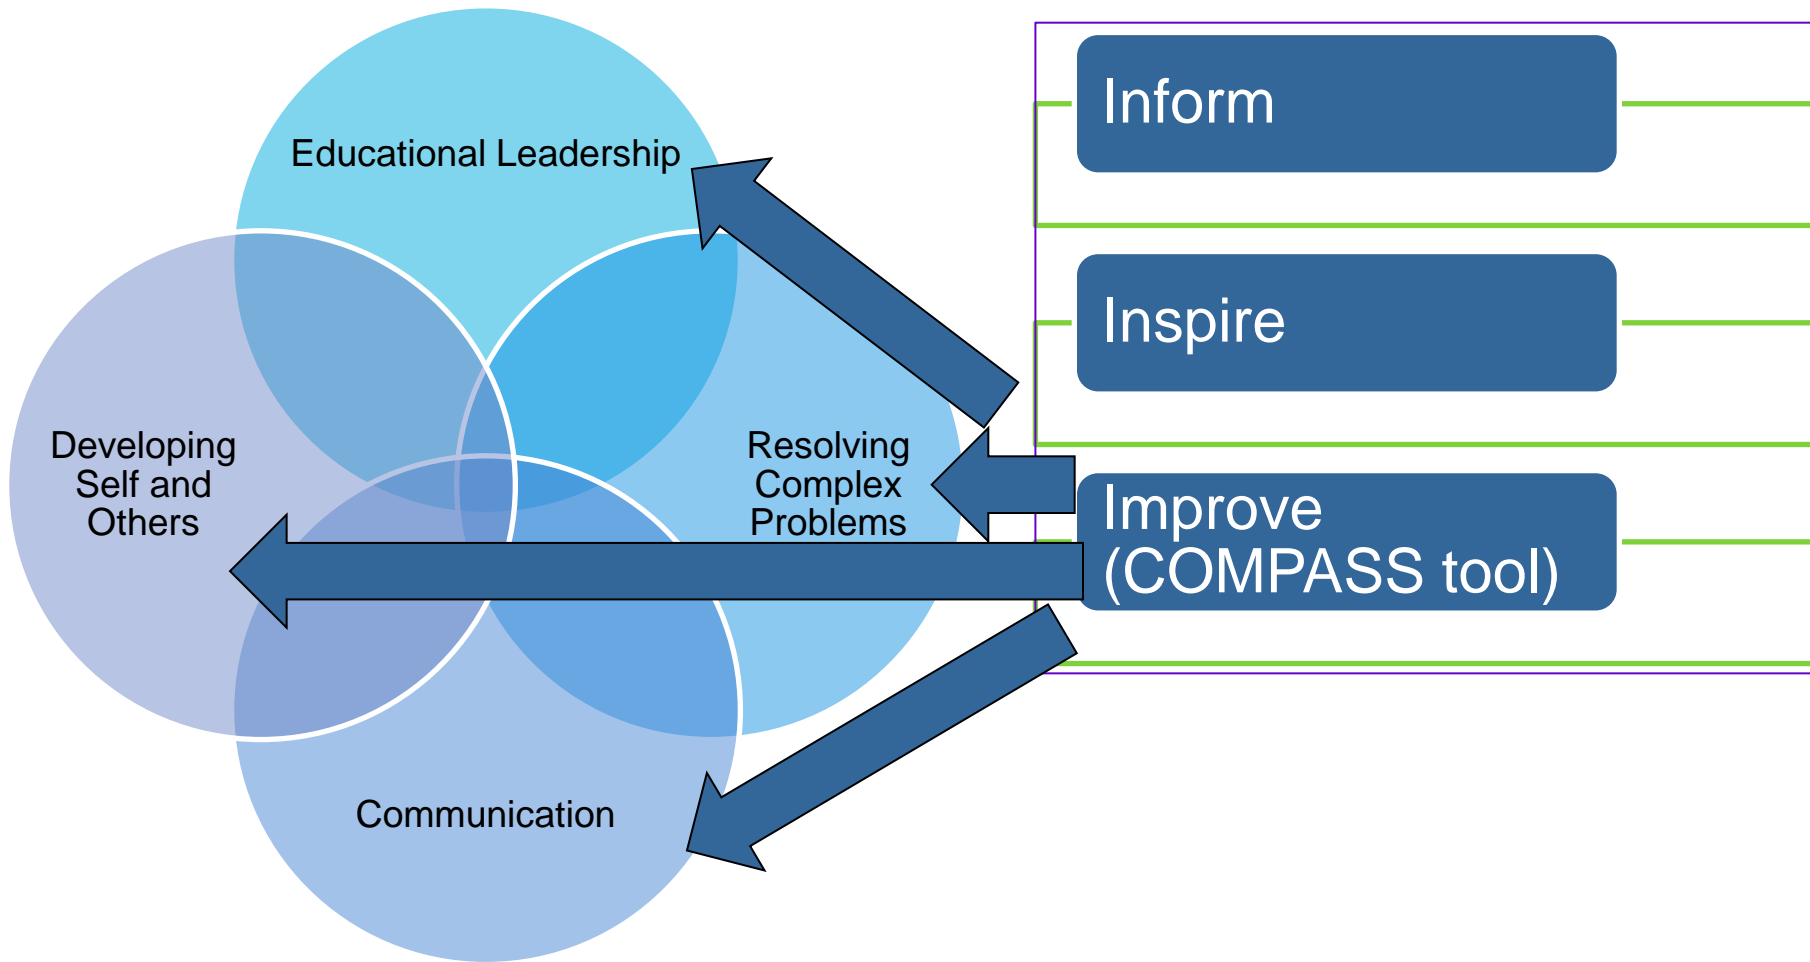 Educational Leadership
Developing
Self and
Others
Resolving
Complex
Problems
Communication
Inform
Inspire
Improve
(COMPASS tool)